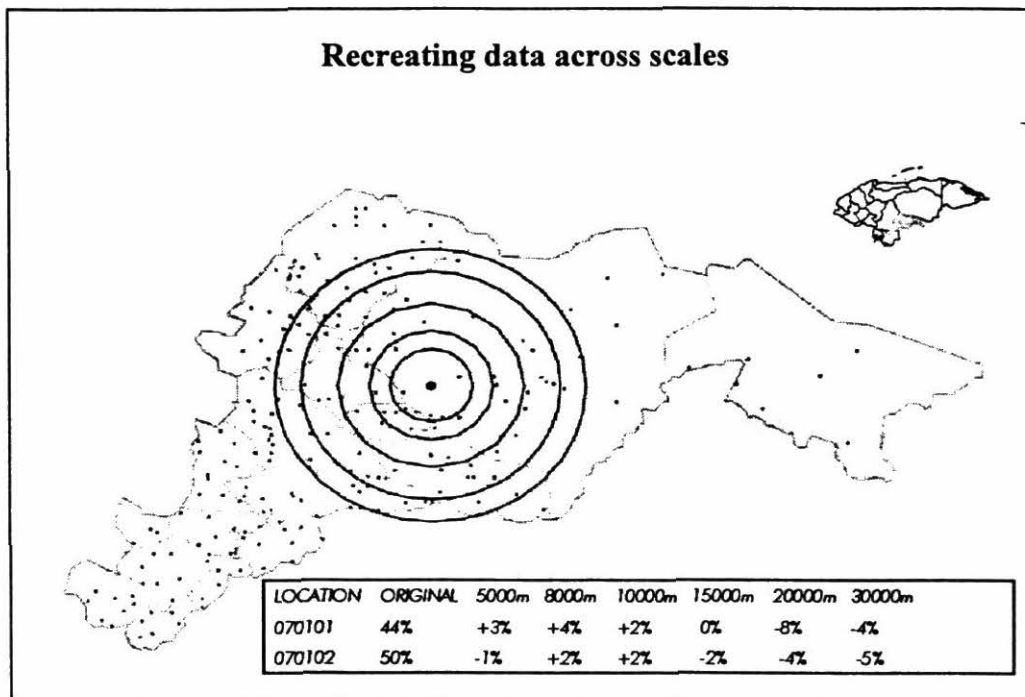 Recreating data across scales
LOCATION ORIGINAL 5000m 8000m 10000m 15000m 20000m 30000m
070101 44% +3% +4% +2% 0% -8% -4%
070102 50% -1% +2% +2% -2% -4% -5%